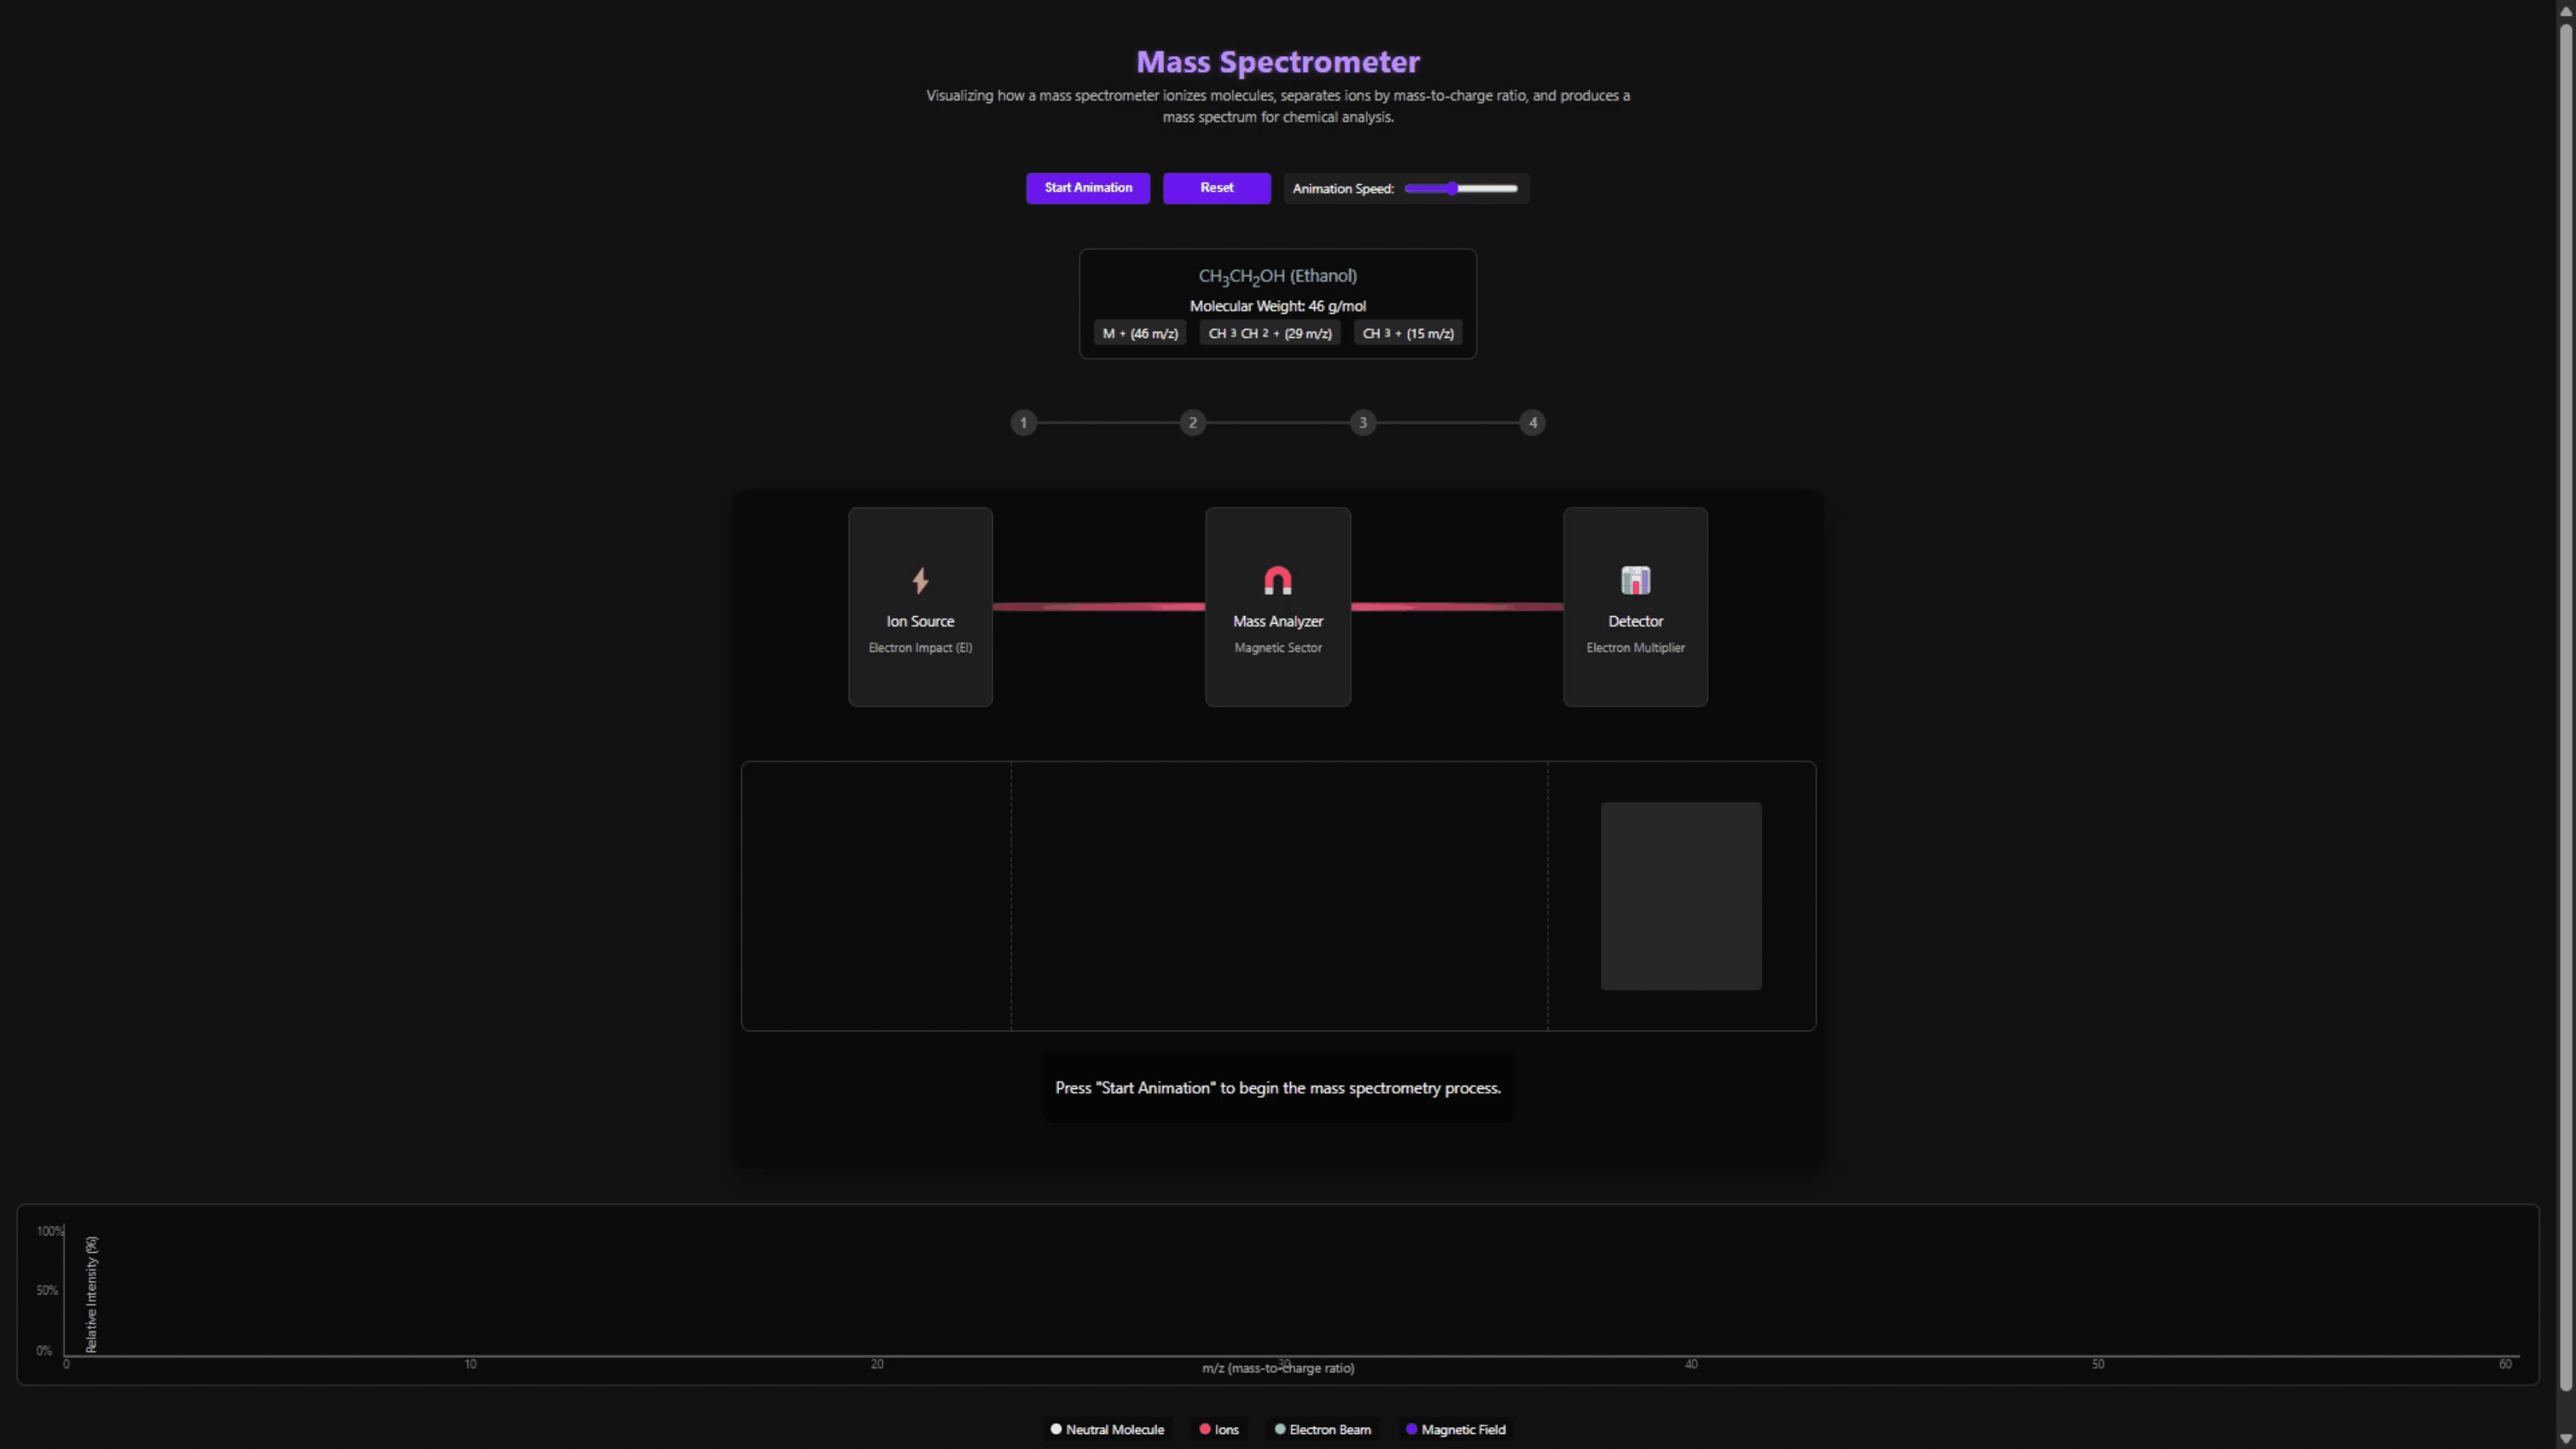 Mass Spectrometer
Visualizing how a mass spectrometer ionizes molecules, separates ions by mass-to-charge ratio, and produces a
mass spectrum for chemical analysis.
Start Animation
Reset
Animation Speed:
CH₃CH₂OH (Ethanol)
Molecular Weight: 46 g/mol
M + (46 m/z)
CH 3 CH 2 + (29 m/z)
CH 3 + (15 m/z)
1
2
3
4
Ion Source
Electron Impact (EI)
Mass Analyzer
Magnetic Sector
Detector
Electron Multiplier
Press "Start Animation" to begin the mass spectrometry process.
100%
50%
0%
Relative Intensity (%)
0
10
20
30
40
50
60
m/z (mass-to-charge ratio)
Neutral Molecule
Ions
Electron Beam
Magnetic Field